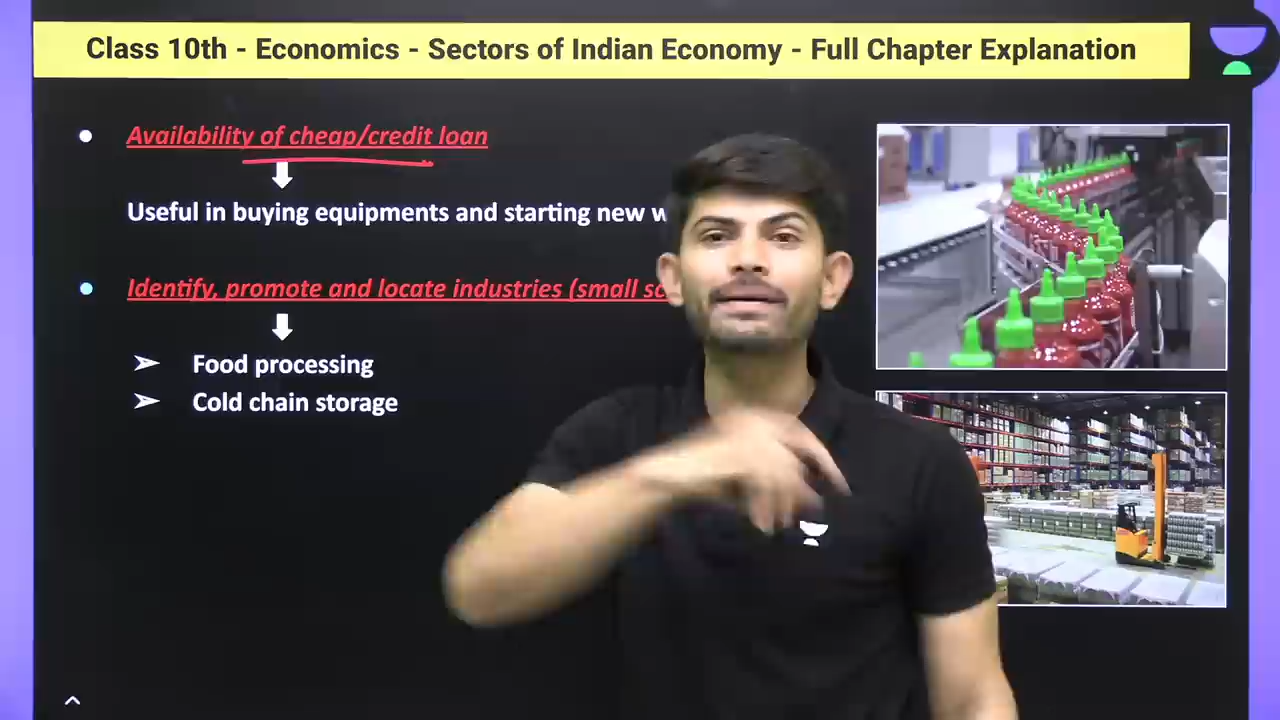 Class 10th - Economics - Sectors of Indian Economy - Full Chapter Explanation
Availability of cheap/credit loan
Useful in buying equipments and starting new
Identify, promote and locate industries (small
Food processing
Cold chain storage